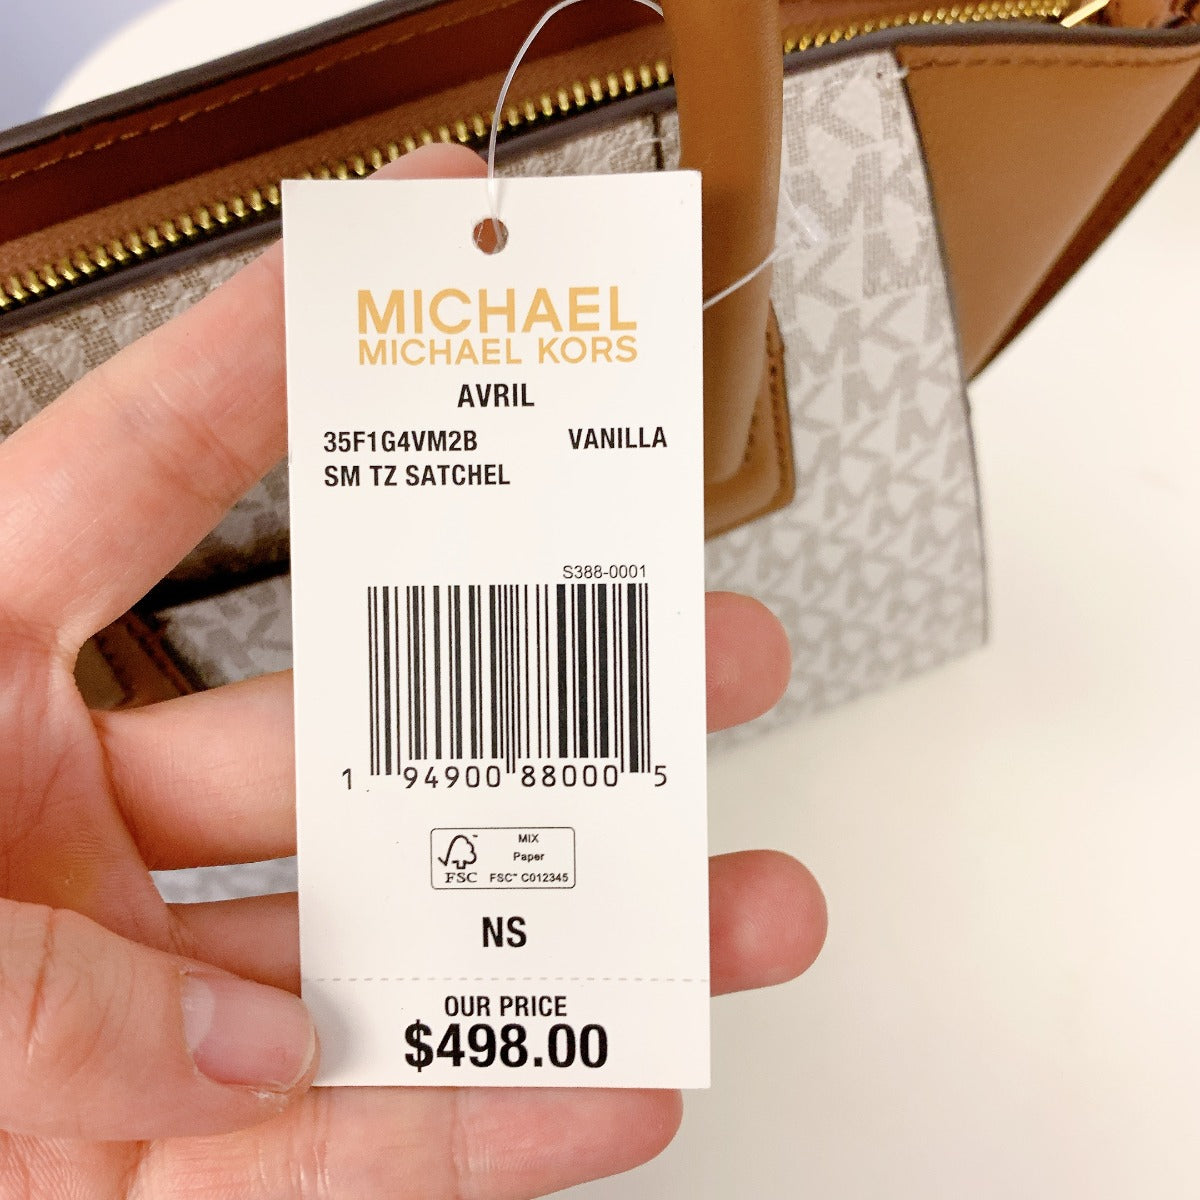 MICHAEL
MICHAEL KORS
AVRIL
35F1G4VM2B VANILLA
SM TZ SATCHEL
S388-0001
1 94900 88000 5
FSC
MIX
Paper
FSC™ C012345
NS
OUR PRICE
$498.00